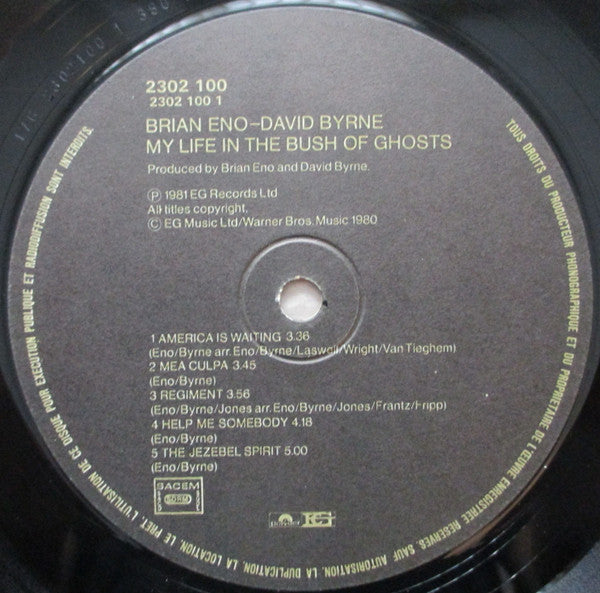 2302 100
2302 100 1
BRIAN ENO–DAVID BYRNE
MY LIFE IN THE BUSH OF GHOSTS
Produced by Brian Eno and David Byrne.
Ⓟ 1981 EG Records Ltd
All titles copyright,
Ⓒ EG Music Ltd/Warner Bros. Music 1980
1 AMERICA IS WAITING 3.36
(Eno/Byrne arr. Eno/Byrne/Laswell/Wright/Van Tieghem)
2 MEA CULPA 3.45
(Eno/Byrne)
3 REGIMENT 3.56
(Eno/Byrne/Jones arr. Eno/Byrne/Jones/Frantz/Fripp)
4 HELP ME SOMEBODY 4.18
(Eno/Byrne)
5 THE JEZEBEL SPIRIT 5.00
(Eno/Byrne)
SACEM
polydor EG
TOUS DROITS DU PRODUCTEUR PHONOGRAPHIQUE ET DU PROPRIETAIRE DE L'ŒUVRE ENREGISTREE RESERVES. SAUF AUTORISATION, LA DUPLICATION, LA LOCATION, LE PRET, L'UTILISATION DE CE DISQUE POUR EXECUTION PUBLIQUE ET RADIODIFFUSION SONT INTERDITS.